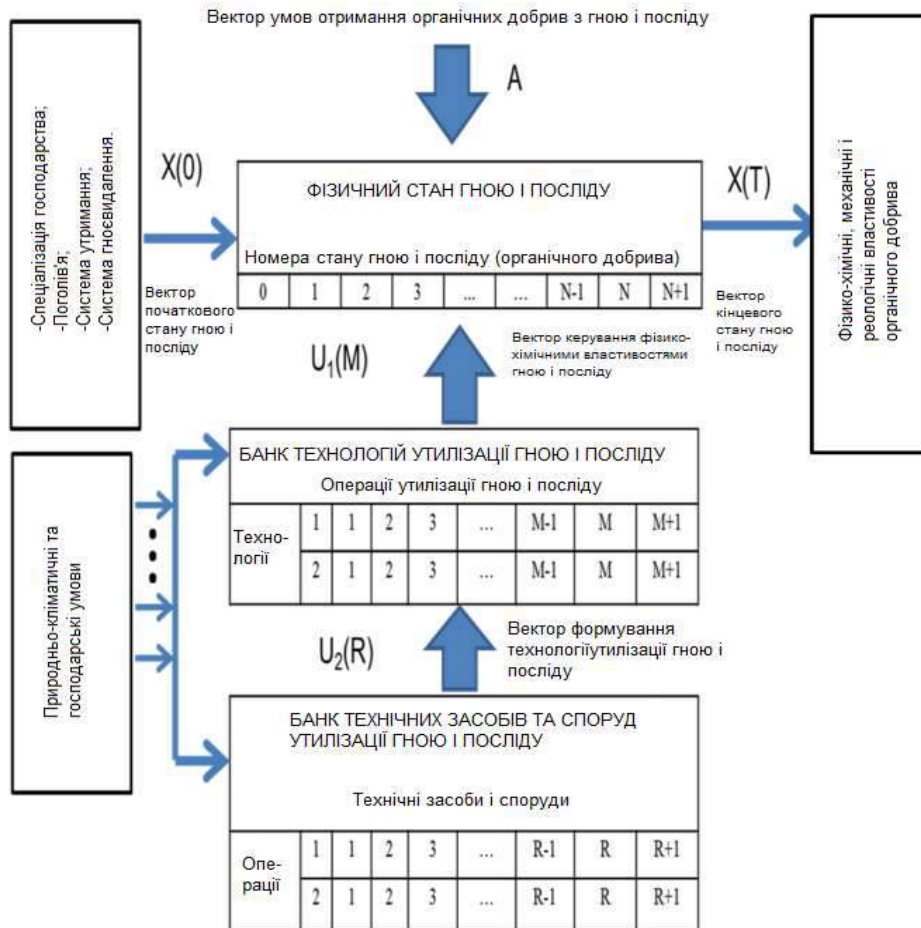 Вектор умов отримання органічних добрив з гною і посліду
A
-Спеціалізація господарства;
-Поголів'я;
-Система утримання;
-Система гноєвидалення.
X(0)
Вектор
початкового
стану гною і
посліду
ФІЗИЧНИЙ СТАН ГНОЮ І ПОСЛІДУ
Номера стану гною і посліду (органічного добрива)
0 1 2 3 ... ... N-1 N N+1
X(T)
Вектор
кінцевого
стану гною
і посліду
Фізико-хімічні, механічні і
реологічні властивості
органічного добрива
U₁(M)
Вектор керування фізико-
хімічними властивостями
гною і посліду
Природньо-кліматичні та
господарські умови
БАНК ТЕХНОЛОГІЙ УТИЛІЗАЦІЇ ГНОЮ І ПОСЛІДУ
Операції утилізації гною і посліду
Техно-
логії
1 1 2 3 ... M-1 M M+1
2 1 2 3 ... M-1 M M+1
U₂(R)
Вектор формування
технологіїутилізації гною і
посліду
БАНК ТЕХНІЧНИХ ЗАСОБІВ ТА СПОРУД
УТИЛІЗАЦІЇ ГНОЮ І ПОСЛІДУ
Технічні засоби і споруди
Опе-
рації
1 1 2 3 ... R-1 R R+1
2 1 2 3 ... R-1 R R+1